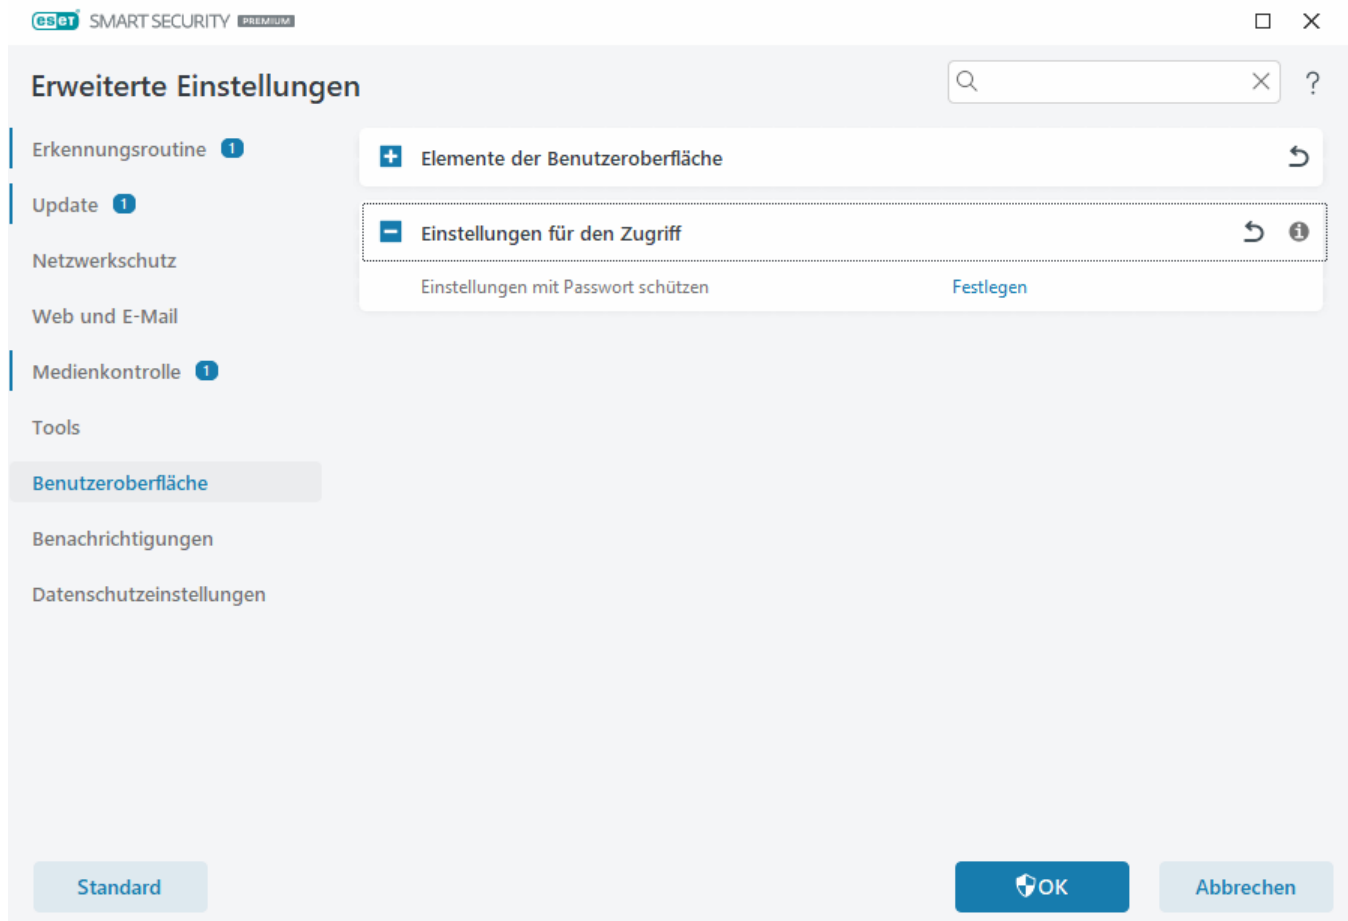 eseT SMART SECURITY PREMIUM
Erweiterte Einstellungen
?
Erkennungsroutine 1
Update 1
Netzwerkschutz
Web und E-Mail
Medienkontrolle 1
Tools
Benutzeroberfläche
Benachrichtigungen
Datenschutzeinstellungen
Elemente der Benutzeroberfläche
Einstellungen für den Zugriff
Einstellungen mit Passwort schützen Festlegen
Standard
OK
Abbrechen